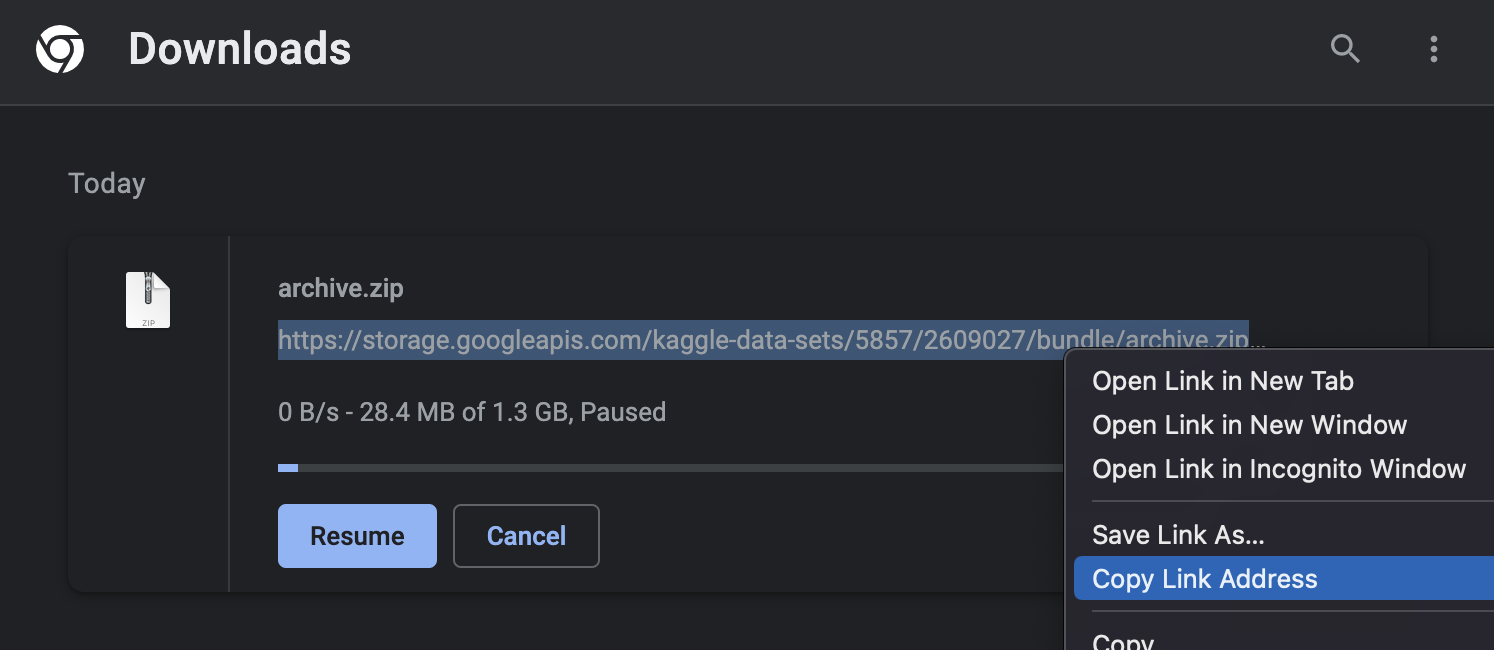 Downloads
Today
ZIP
archive.zip
https://storage.googleapis.com/kaggle-data-sets/5857/2609027/bundle/archive.zip…
0 B/s - 28.4 MB of 1.3 GB, Paused
Resume
Cancel
Open Link in New Tab
Open Link in New Window
Open Link in Incognito Window
Save Link As...
Copy Link Address
Copy